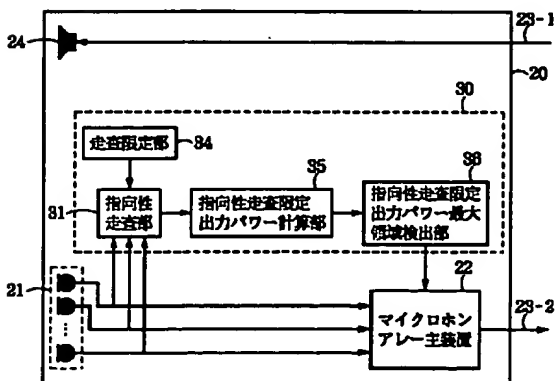 23-1
24
20
30
走査限定部
34
35
36
指向性
走査部
31
指向性走査限定
出力パワー計算部
指向性走査限定
出力パワー最大
領域検出部
21
22
マイクロホン
アレー主装置
23-2